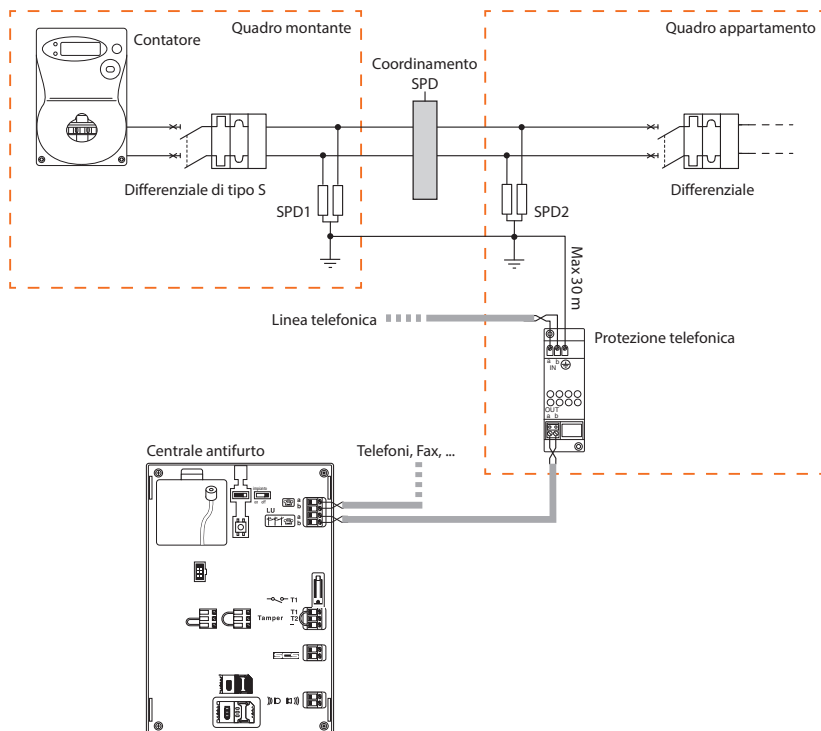 Quadro montante
Quadro appartamento
Contatore
Coordinamento
SPD
Differenziale di tipo S
SPD1
SPD2
Differenziale
Max 30 m
Linea telefonica
Protezione telefonica
a b
IN
OUT
a b
Centrale antifurto
Telefoni, Fax, ...
a
b
LU
a
b
T1
Tamper
T1
T2